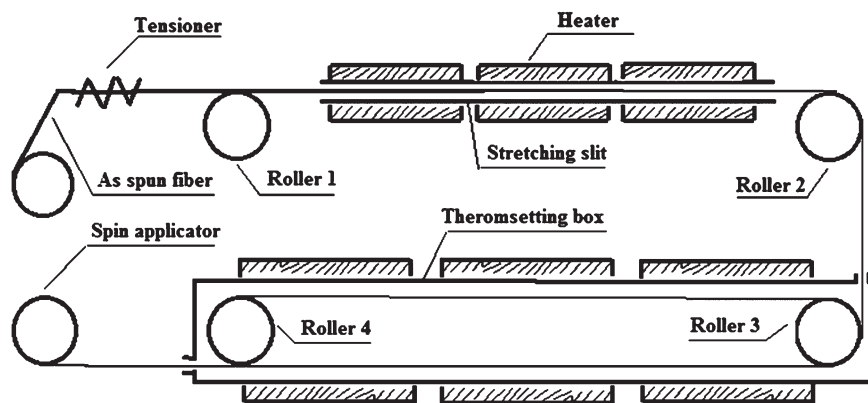 Tensioner
Heater
As spun fiber
Roller 1
Stretching slit
Roller 2
Spin applicator
Theromsetting box
Roller 4
Roller 3